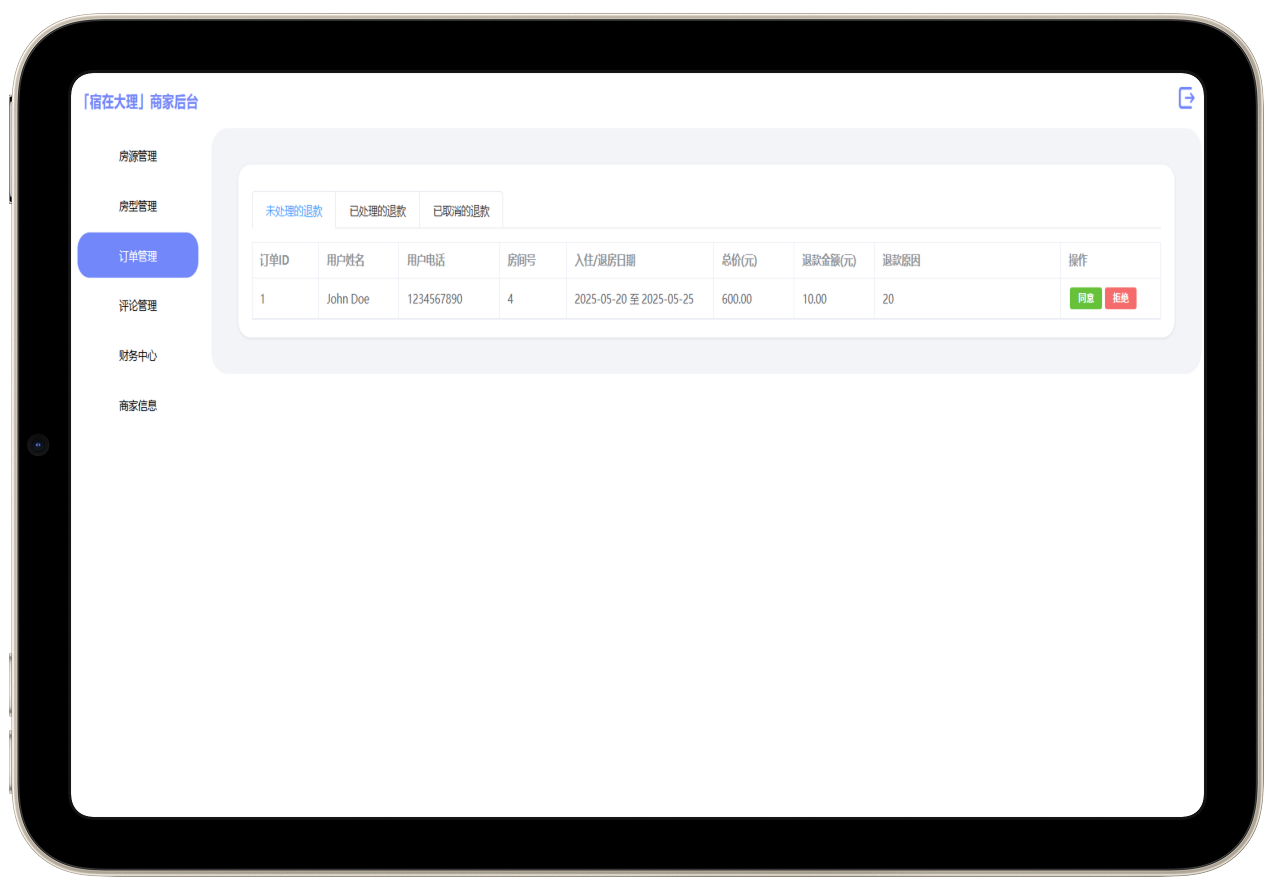 「宿在大理」商家后台
房源管理
房型管理
订单管理
评论管理
财务中心
商家信息
未处理的退款 已处理的退款 已取消的退款
订单ID 用户姓名 用户电话 房间号 入住/退房日期 总价(元) 退款金额(元) 退款原因 操作
1 John Doe 1234567890 4 2025-05-20 至 2025-05-25 600.00 10.00 20 同意 拒绝